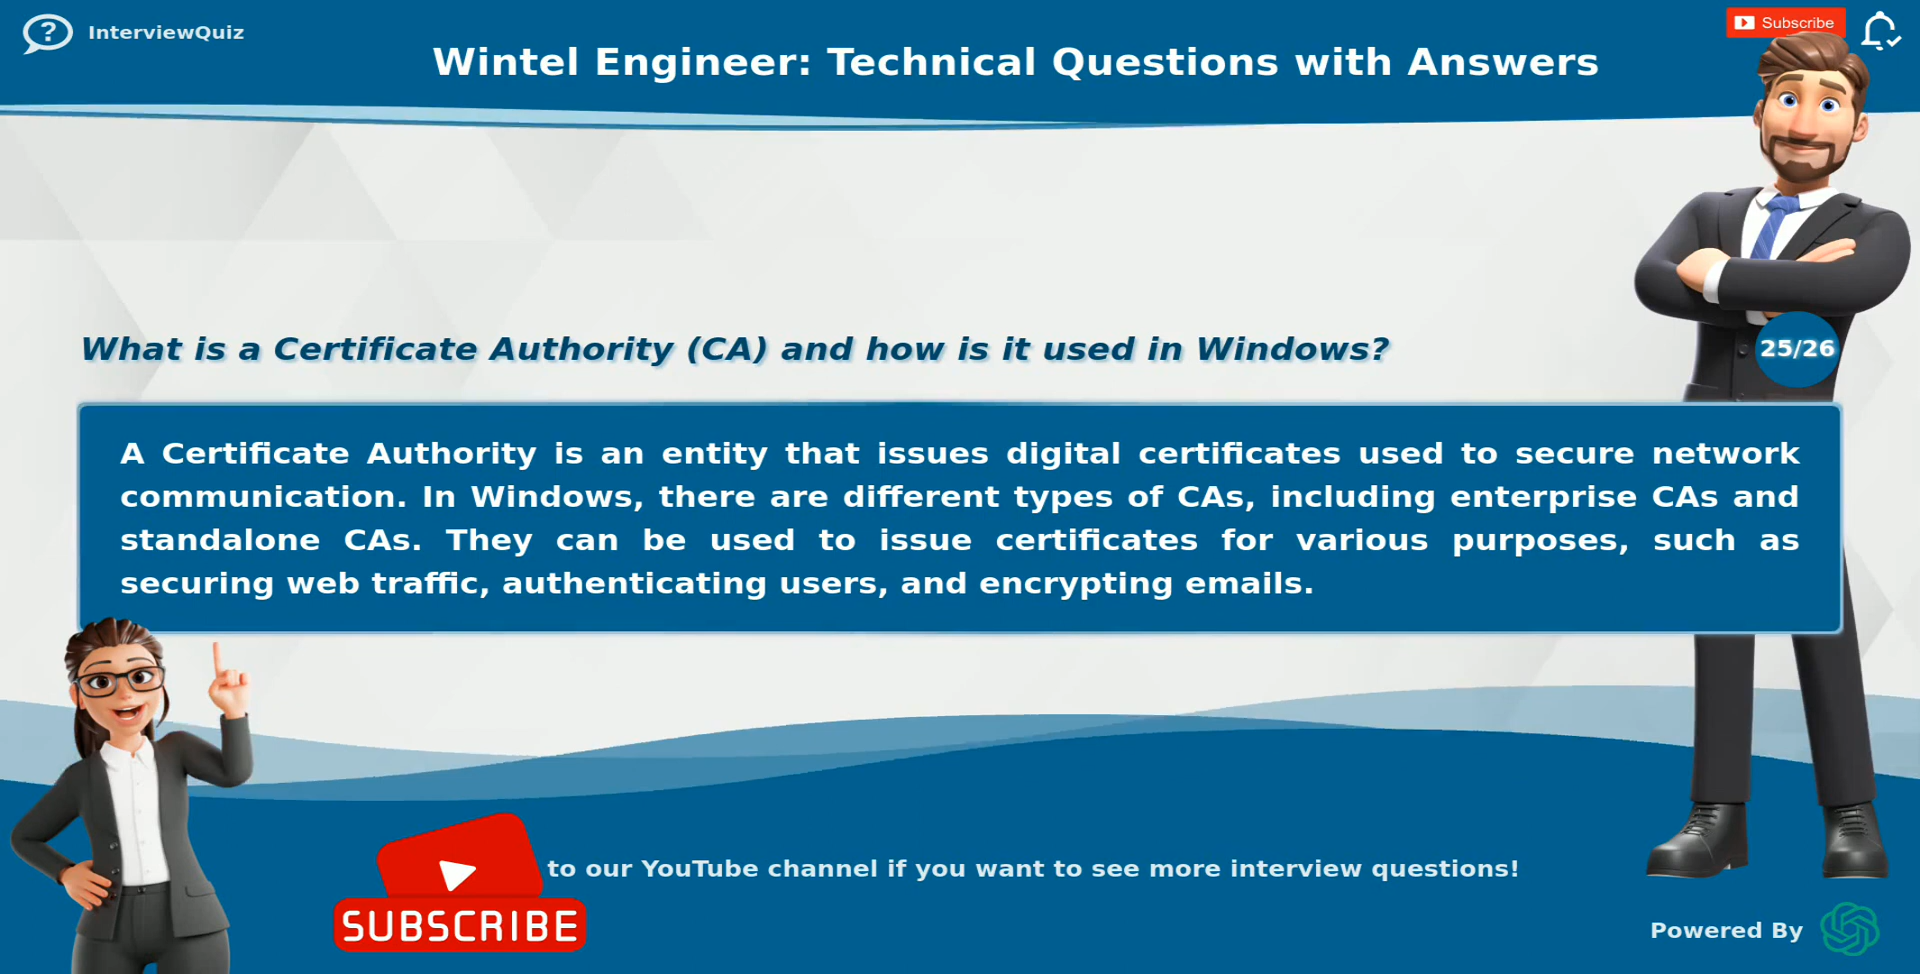 InterviewQuiz
Subscribe
Wintel Engineer: Technical Questions with Answers
What is a Certificate Authority (CA) and how is it used in Windows?
25/26
A Certificate Authority is an entity that issues digital certificates used to secure network
communication. In Windows, there are different types of CAs, including enterprise CAs and
standalone CAs. They can be used to issue certificates for various purposes, such as
securing web traffic, authenticating users, and encrypting emails.
to our YouTube channel if you want to see more interview questions!
SUBSCRIBE
Powered By